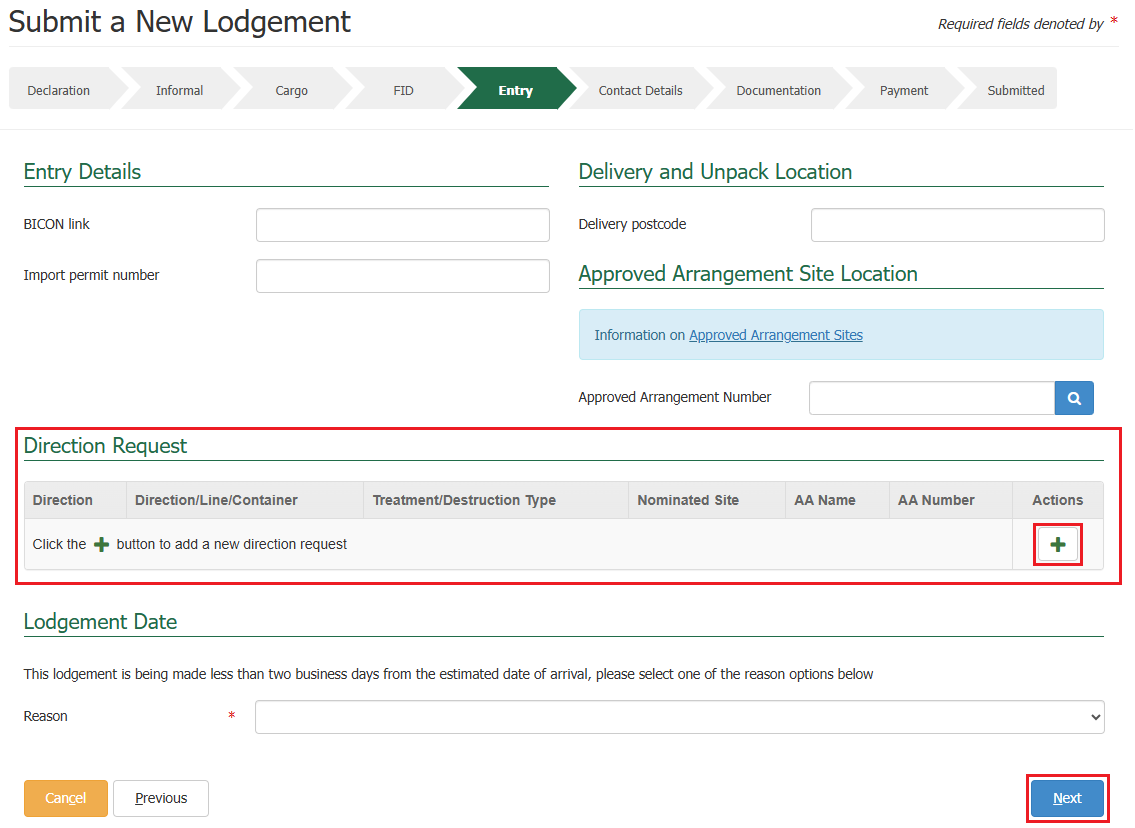 Submit a New Lodgement
Required fields denoted by *
Declaration
Informal
Cargo
FID
Entry
Contact Details
Documentation
Payment
Submitted
Entry Details
BICON link
Import permit number
Delivery and Unpack Location
Delivery postcode
Approved Arrangement Site Location
Information on Approved Arrangement Sites
Approved Arrangement Number
Direction Request
Direction Direction/Line/Container Treatment/Destruction Type Nominated Site AA Name AA Number Actions
Click the + button to add a new direction request
Lodgement Date
This lodgement is being made less than two business days from the estimated date of arrival, please select one of the reason options below
Reason *
Cancel
Previous
Next